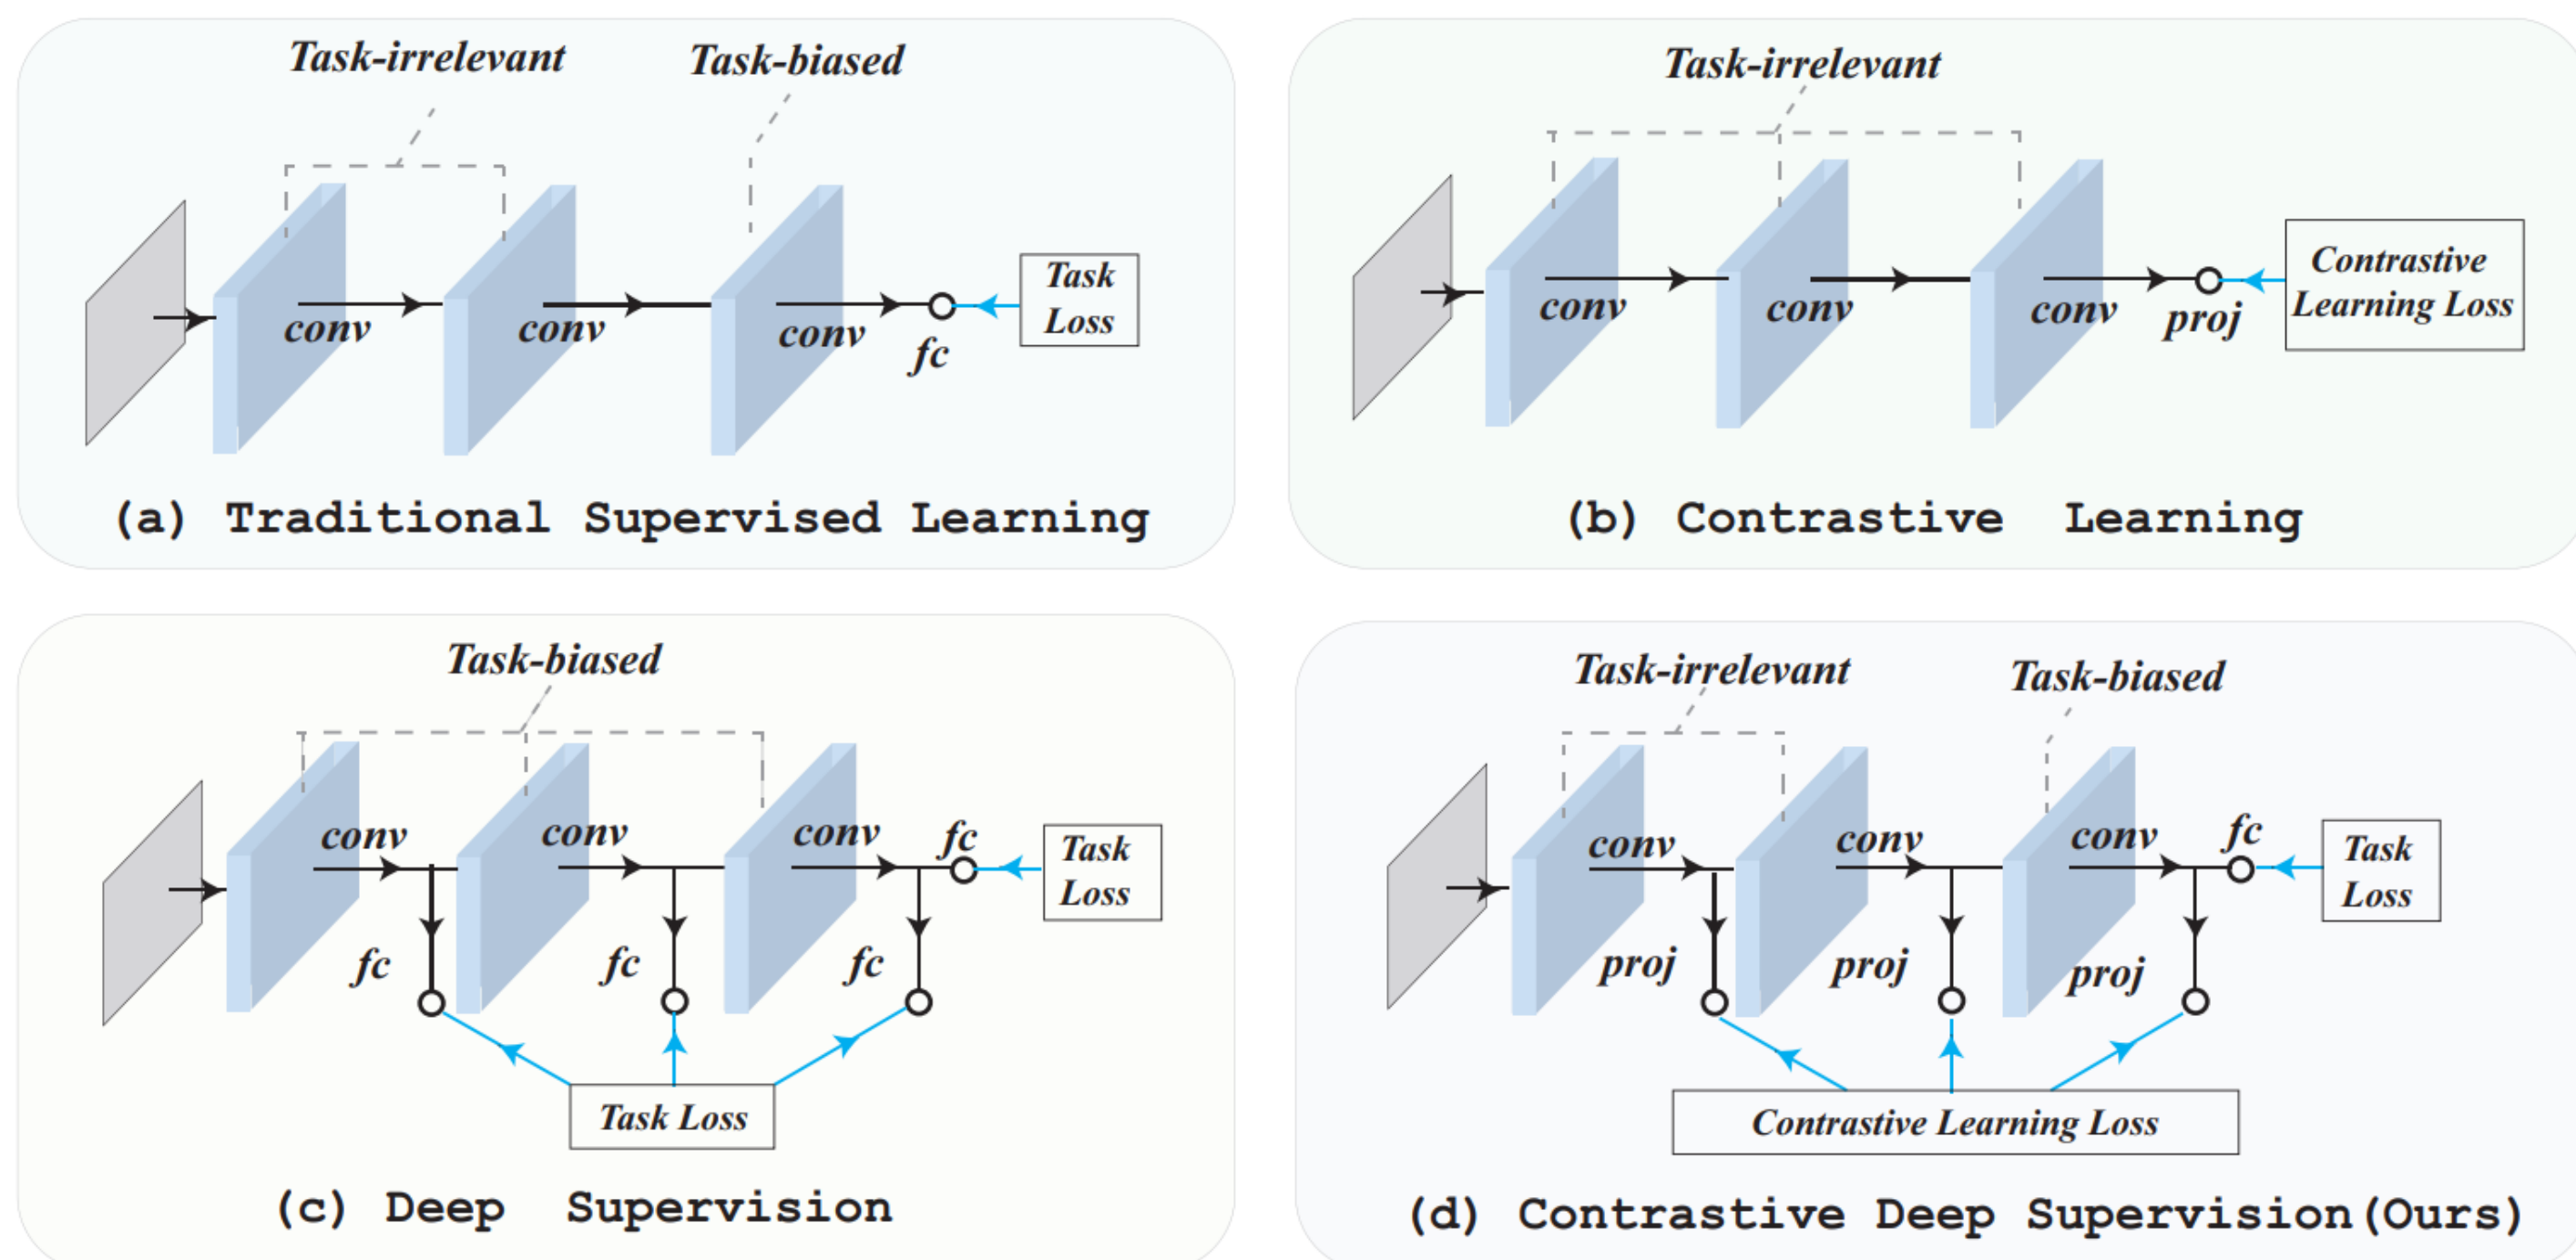 Task-irrelevant
Task-biased
conv
conv
conv
fc
Task
Loss
(a) Traditional Supervised Learning
Task-irrelevant
conv
conv
conv
proj
Contrastive
Learning Loss
(b) Contrastive Learning
Task-biased
conv
conv
conv
fc
Task
Loss
fc
fc
fc
Task Loss
(c) Deep Supervision
Task-irrelevant
Task-biased
conv
conv
conv
fc
Task
Loss
proj
proj
proj
Contrastive Learning Loss
(d) Contrastive Deep Supervision(Ours)